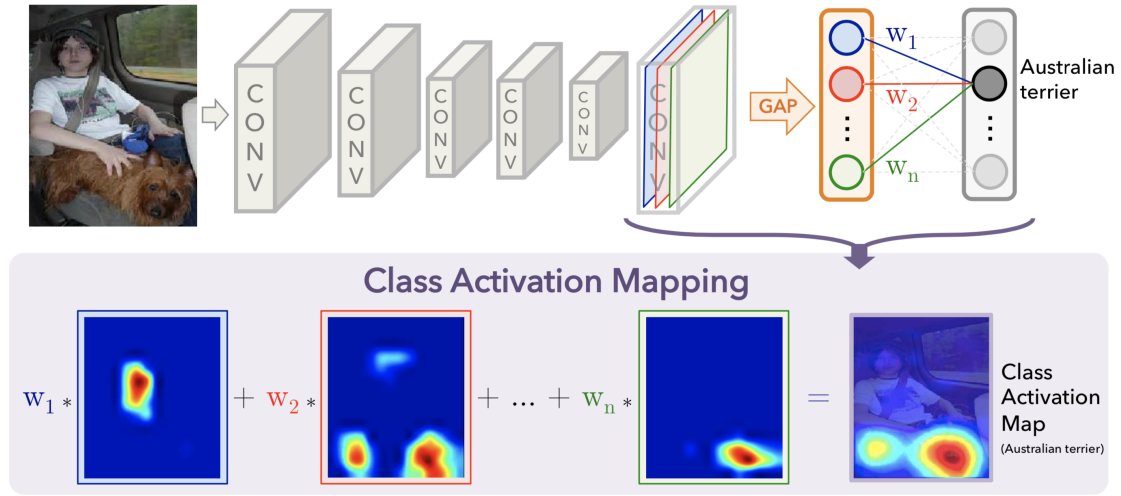 C
O
N
V
C
O
N
V
C
O
N
V
C
O
N
V
C
O
N
V
C
O
N
V
GAP
w1
w2
⋮
wn
⋮
Australian
terrier
Class Activation Mapping
w1 * + w2 * + ... + wn * =
Class
Activation
Map
(Australian terrier)